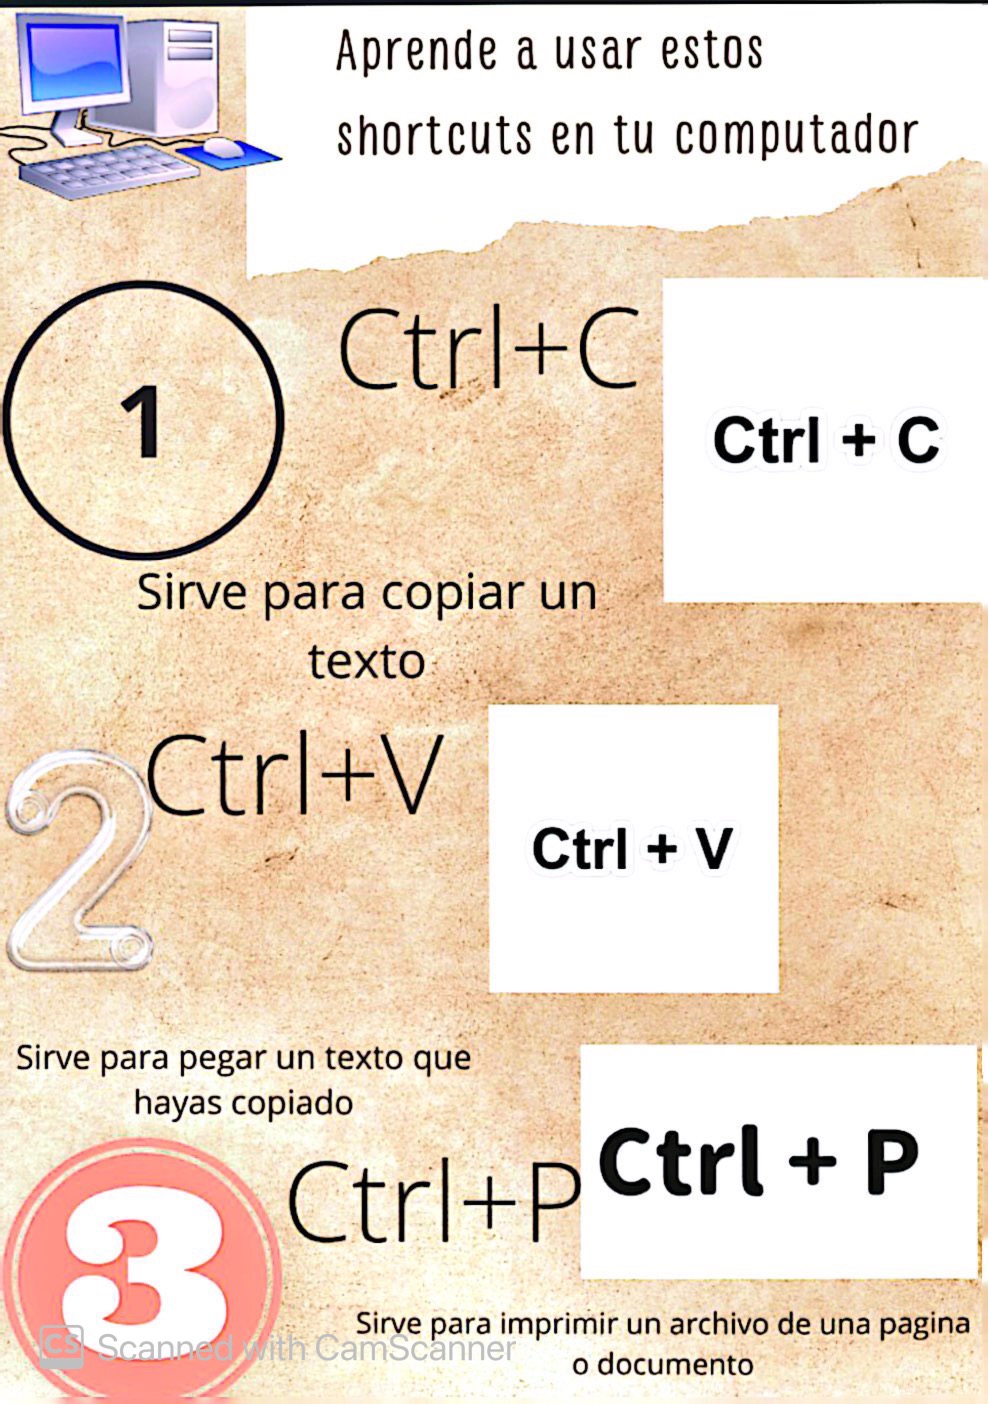 Aprende a usar estos
shortcuts en tu computador
1
Ctrl+C
Ctrl + C
Sirve para copiar un
texto
2
Ctrl+V
Ctrl + V
Sirve para pegar un texto que
hayas copiado
3
Ctrl+P
Ctrl + P
Sirve para imprimir un archivo de una pagina
o documento
CS Scanned with CamScanner